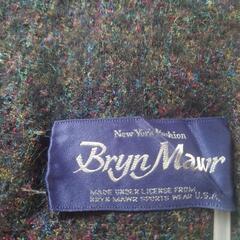 New York Fashion
Bryn Mawr
MADE UNDER LICENSE FROM
BRYN MAWR SPORTS WEAR U.S.A.